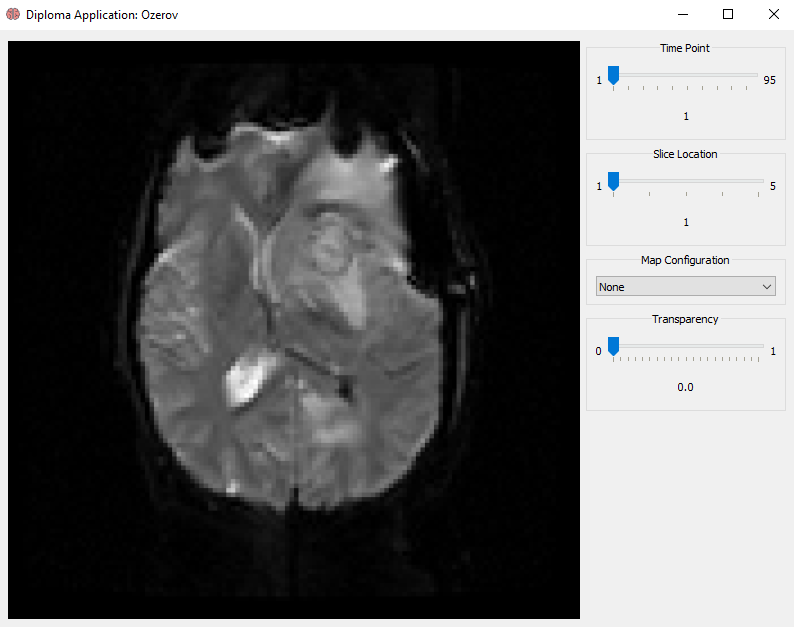 Diploma Application: Ozerov
Time Point
1 95
1
Slice Location
1 5
1
Map Configuration
None
Transparency
0 1
0.0